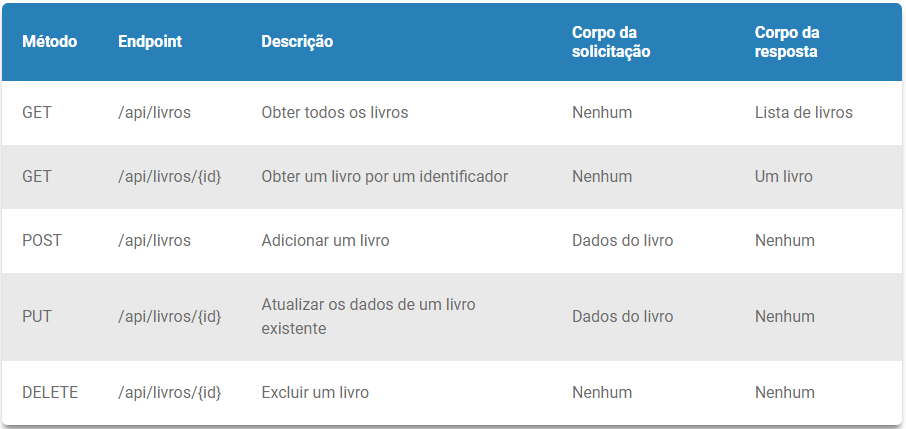 Método Endpoint Descrição Corpo da solicitação Corpo da resposta
GET /api/livros Obter todos os livros Nenhum Lista de livros
GET /api/livros/{id} Obter um livro por um identificador Nenhum Um livro
POST /api/livros Adicionar um livro Dados do livro Nenhum
PUT /api/livros/{id} Atualizar os dados de um livro existente Dados do livro Nenhum
DELETE /api/livros/{id} Excluir um livro Nenhum Nenhum